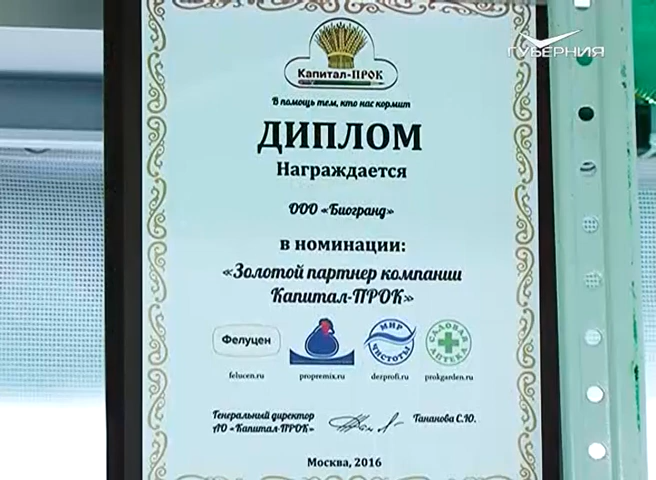 ГУБЕРНИЯ
Капитал-ПРОК
В помощь тем, кто нас кормит
ДИПЛОМ
Награждается
ООО «Биогранд»
в номинации:
«Золотой партнер компании
Капитал-ПРОК»
Фелуцен
МИР ЧИСТОТЫ
САДОВАЯ АПТЕКА
felucen.ru propremix.ru dezprofi.ru prokgarden.ru
Генеральный директор
АО «Капитал-ПРОК»
Тананова С.Ю.
Москва, 2016